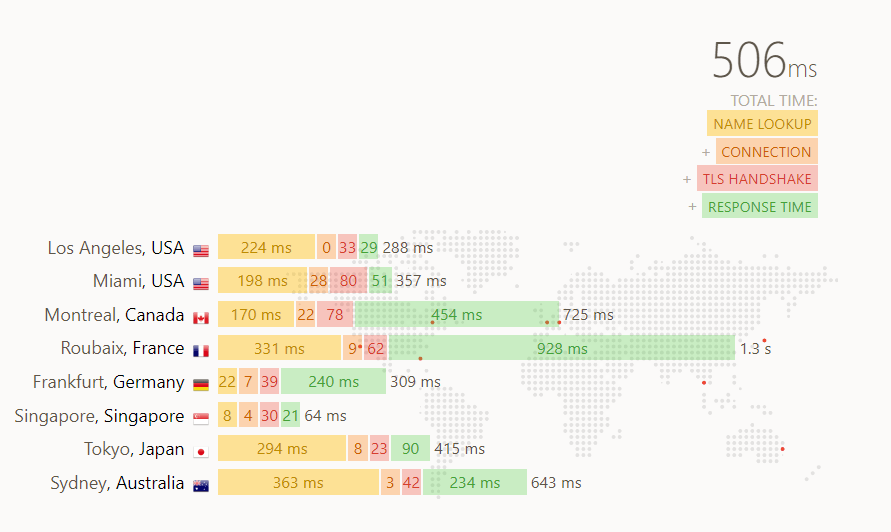 506ms
TOTAL TIME:
NAME LOOKUP
+ CONNECTION
+ TLS HANDSHAKE
+ RESPONSE TIME
Los Angeles, USA 224 ms 0 33 29 288 ms
Miami, USA 198 ms 28 80 51 357 ms
Montreal, Canada 170 ms 22 78 454 ms 725 ms
Roubaix, France 331 ms 9 62 928 ms 1.3 s
Frankfurt, Germany 22 7 39 240 ms 309 ms
Singapore, Singapore 8 4 30 21 64 ms
Tokyo, Japan 294 ms 8 23 90 415 ms
Sydney, Australia 363 ms 3 42 234 ms 643 ms